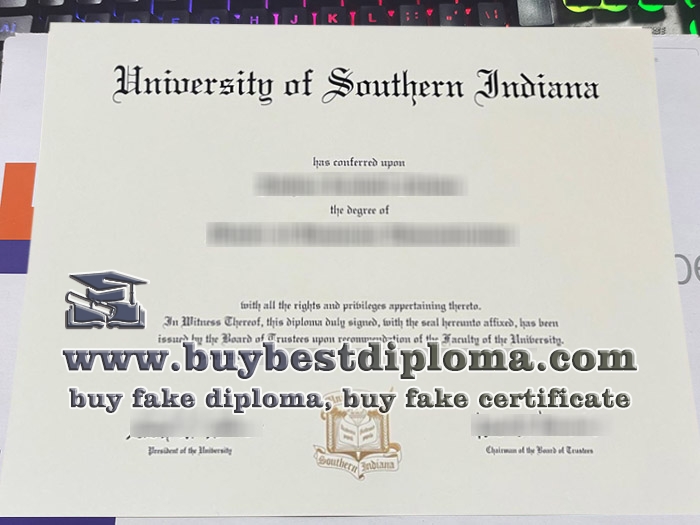 University of Southern Indiana
has conferred upon
the degree of
with all the rights and privileges appertaining thereto.
In Witness Thereof, this diploma duly signed, with the seal hereunto affixed, has been
issued by the Board of Trustees upon recommendation of the Faculty of the University.
www.buybestdiploma.com
buy fake diploma, buy fake certificate
Southern Indiana
President of the University
Chairman of the Board of Trustees